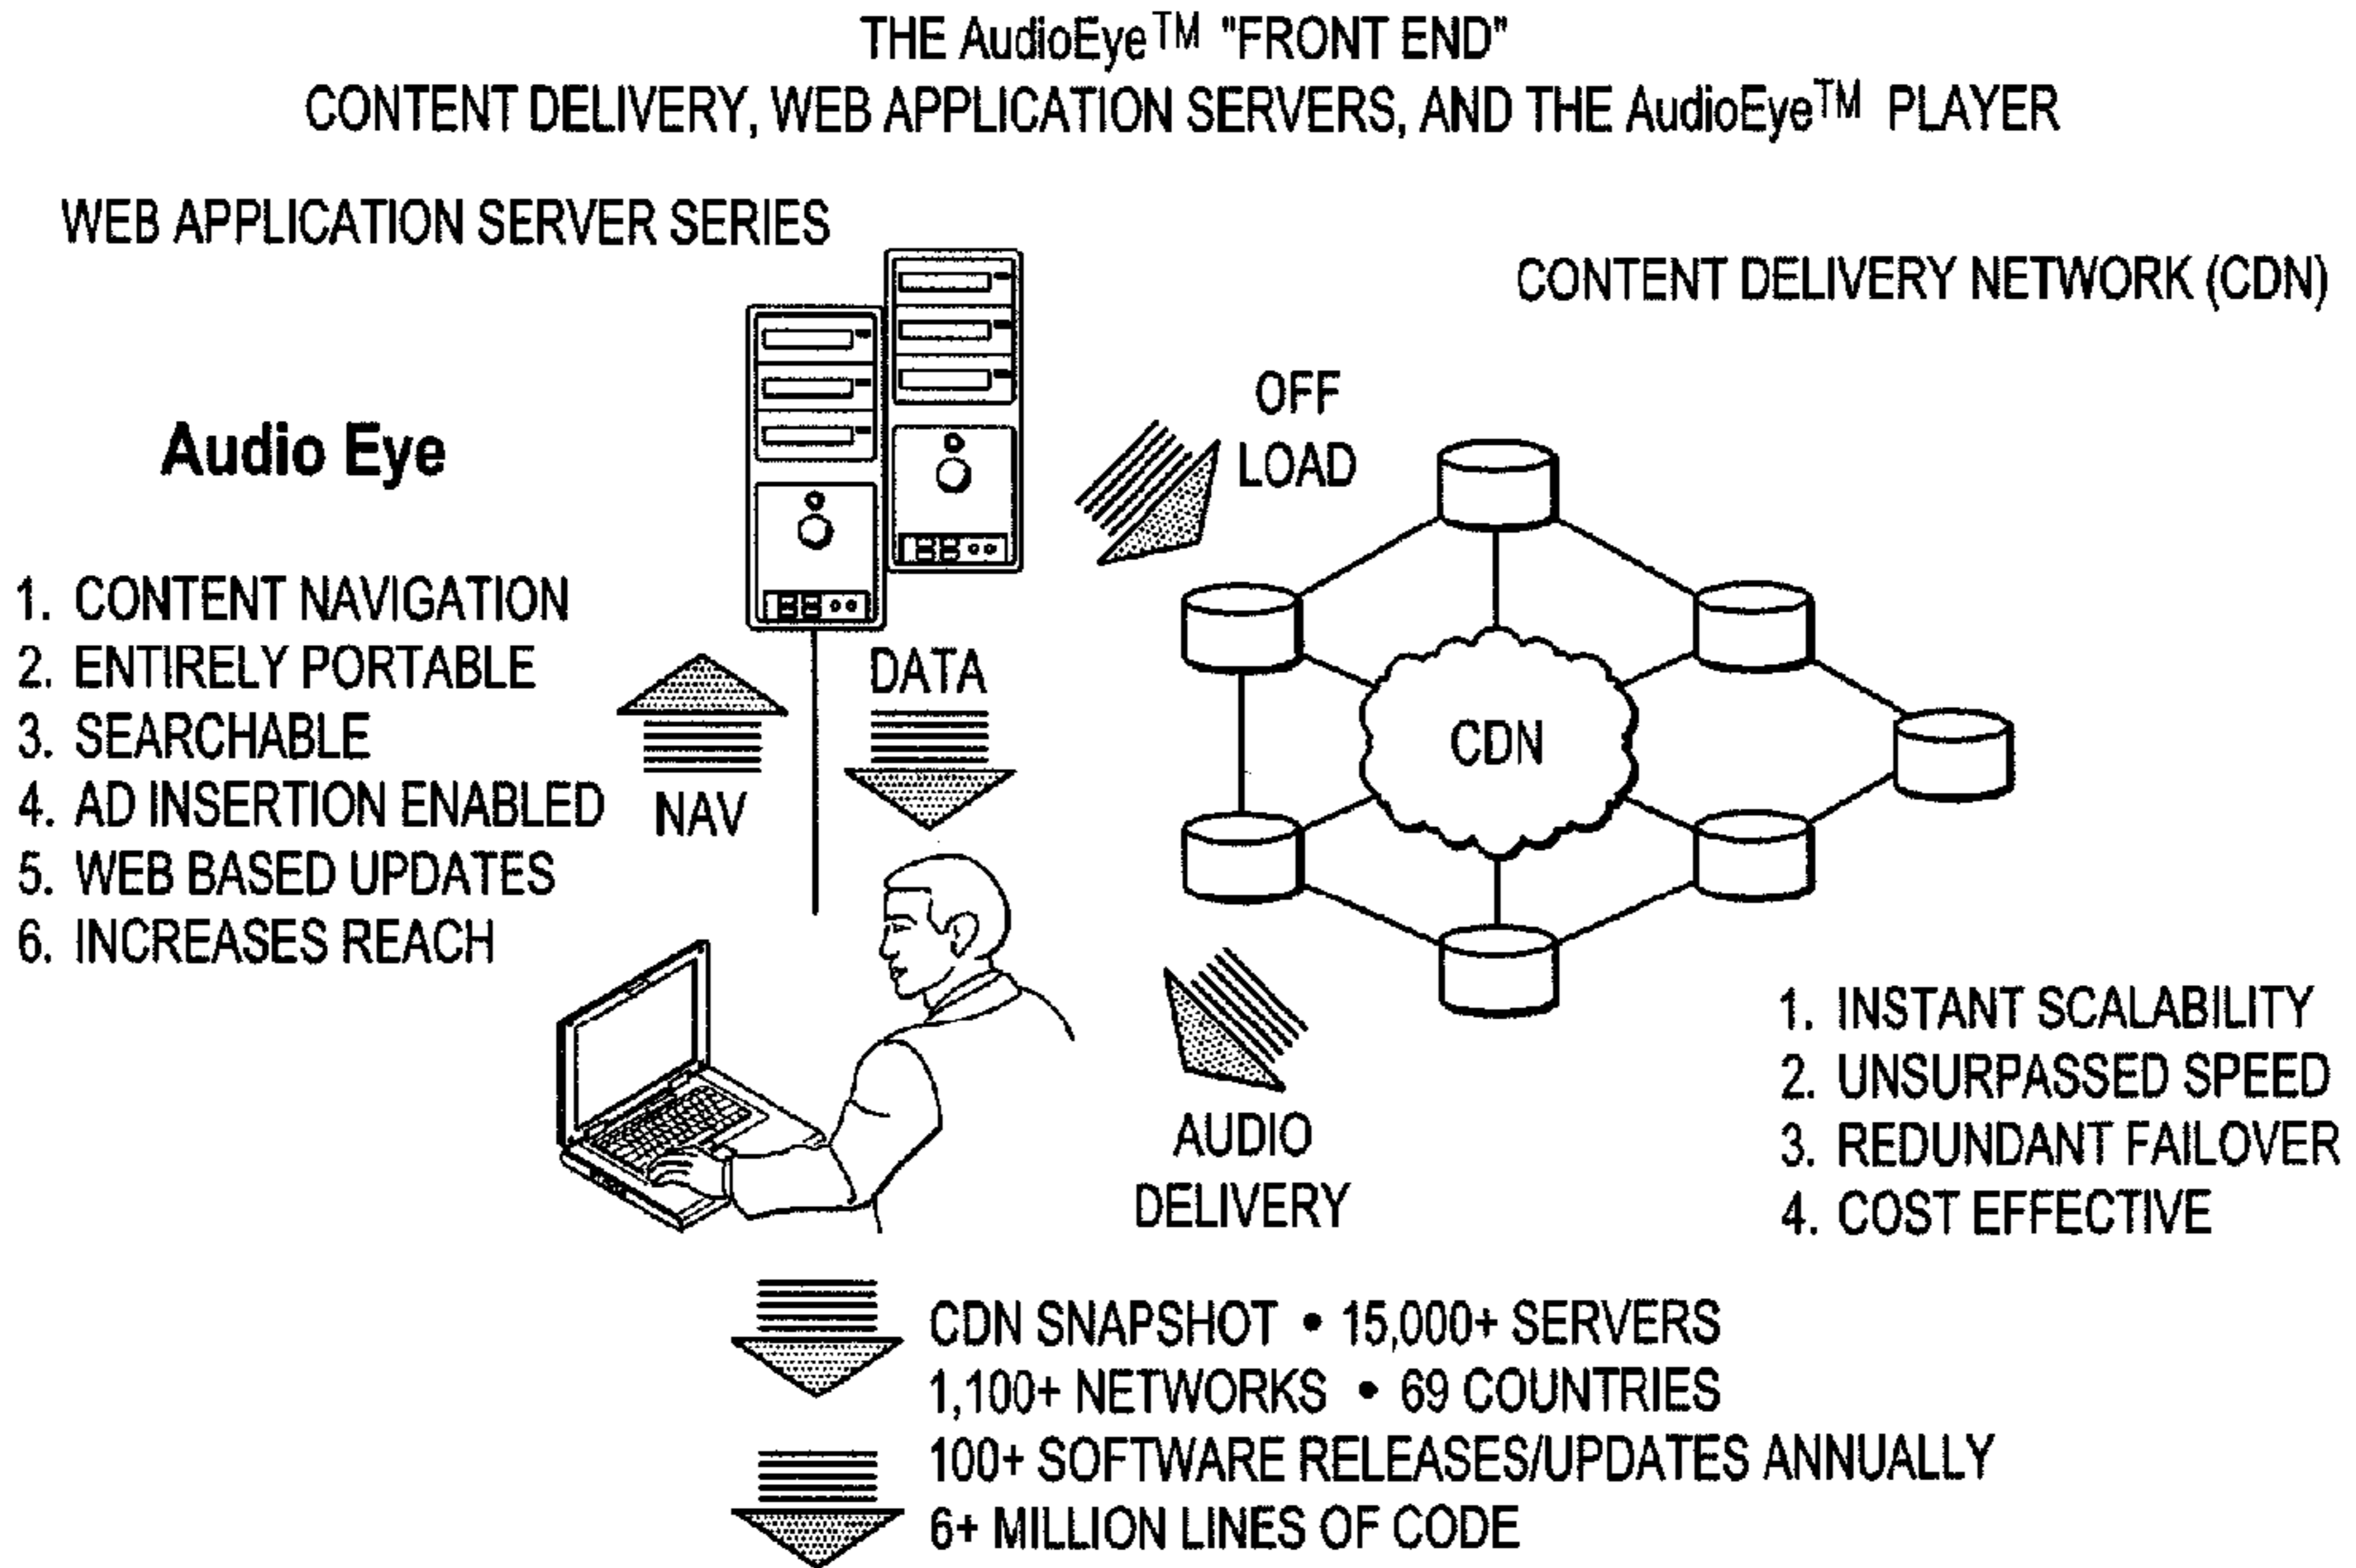 THE AudioEye™ "FRONT END"
CONTENT DELIVERY, WEB APPLICATION SERVERS, AND THE AudioEye™ PLAYER
WEB APPLICATION SERVER SERIES
CONTENT DELIVERY NETWORK (CDN)
Audio Eye
1. CONTENT NAVIGATION
2. ENTIRELY PORTABLE
3. SEARCHABLE
4. AD INSERTION ENABLED
5. WEB BASED UPDATES
6. INCREASES REACH
NAV
DATA
OFF
LOAD
CDN
AUDIO
DELIVERY
1. INSTANT SCALABILITY
2. UNSURPASSED SPEED
3. REDUNDANT FAILOVER
4. COST EFFECTIVE
CDN SNAPSHOT • 15,000+ SERVERS
1,100+ NETWORKS • 69 COUNTRIES
100+ SOFTWARE RELEASES/UPDATES ANNUALLY
6+ MILLION LINES OF CODE